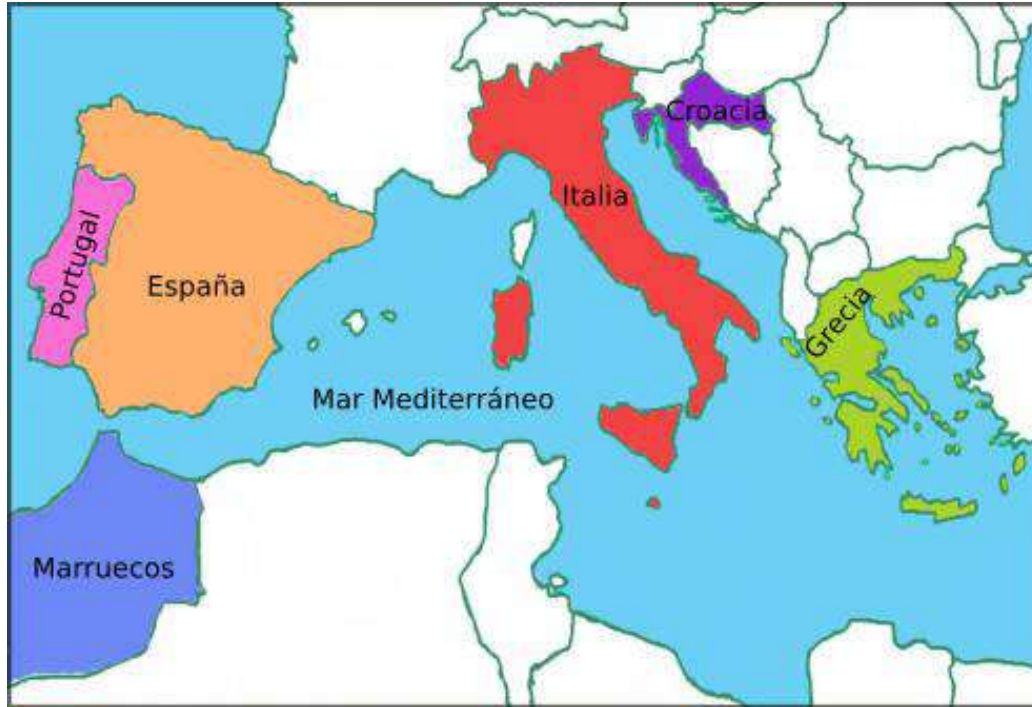 Croacia
Italia
Portugal
España
Grecia
Mar Mediterráneo
Marruecos